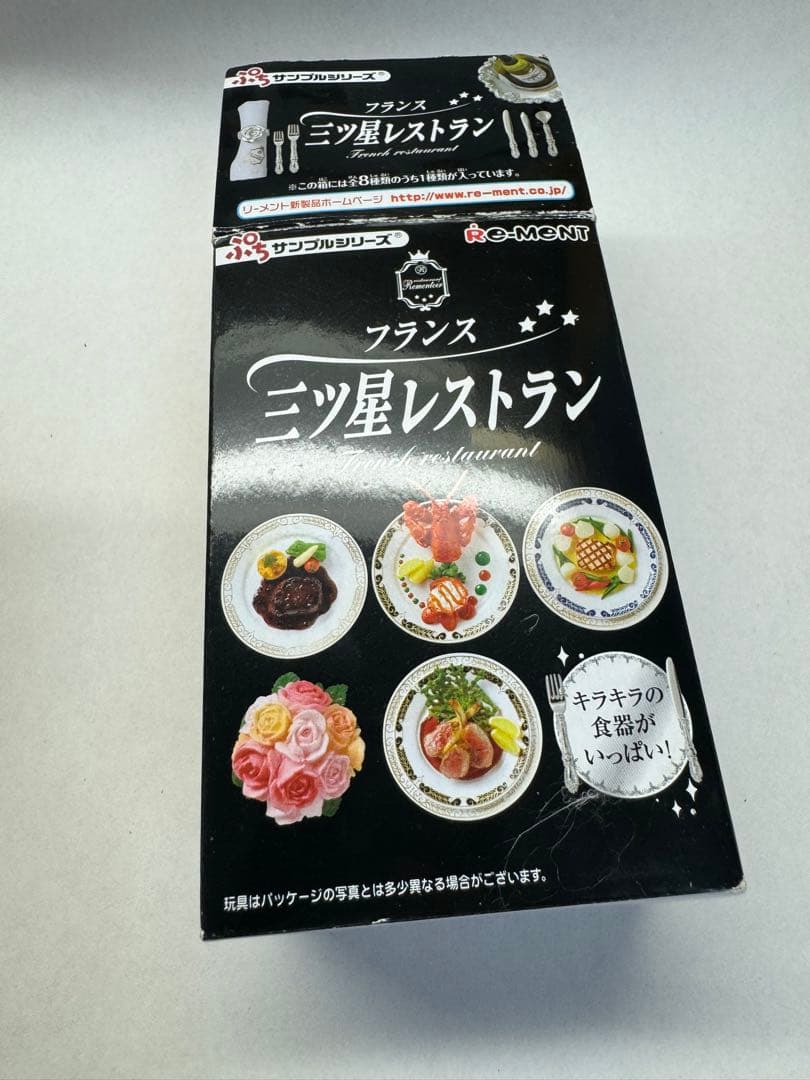 ぷちサンプルシリーズ®
フランス
三ツ星レストラン
French restaurant
※この箱には全8種類のうち1種類が入っています。
リーメント新製品ホームページ http://www.re-ment.co.jp/
ぷちサンプルシリーズ®
Re-MeNT
R
restaurant
Rementoir
フランス
三ツ星レストラン
French restaurant
キラキラの
食器が
いっぱい!
玩具はパッケージの写真とは多少異なる場合がございます。